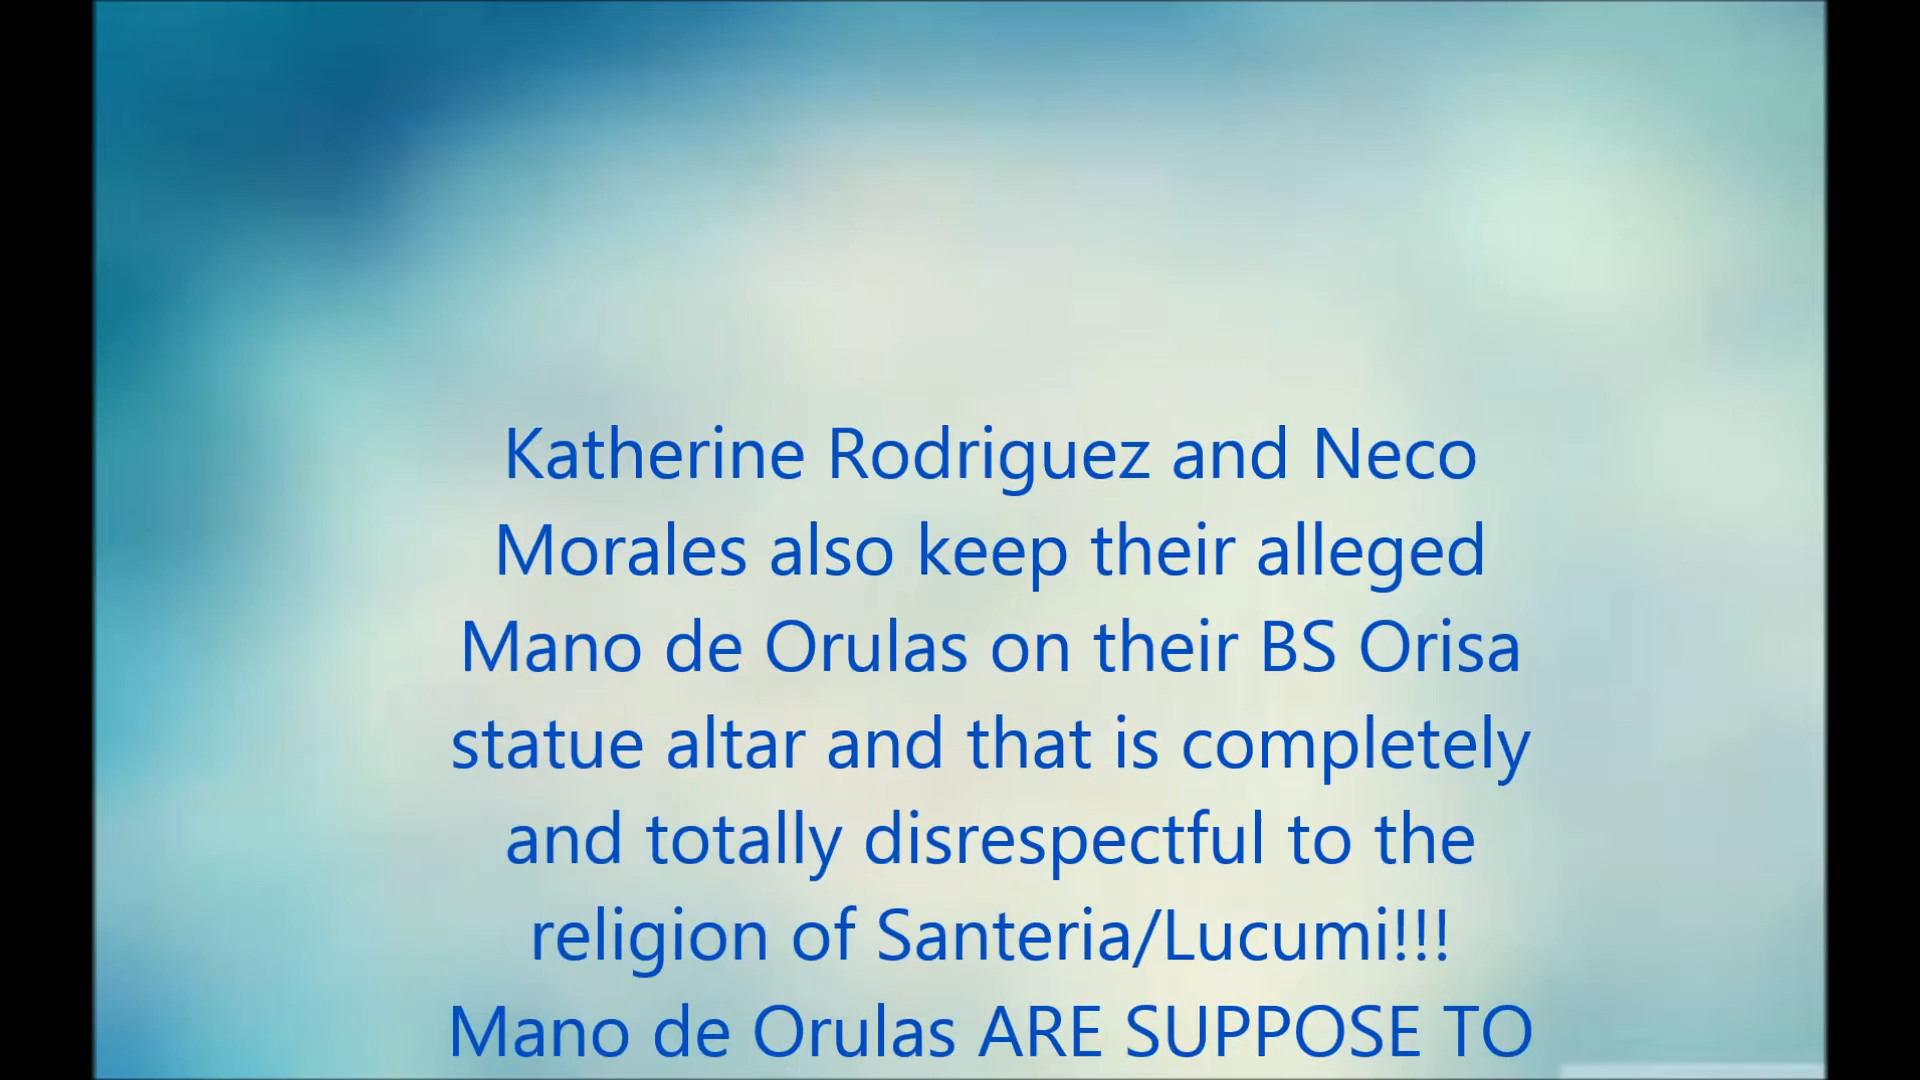 Katherine Rodriguez and Neco
Morales also keep their alleged
Mano de Orulas on their BS Orisa
statue altar and that is completely
and totally disrespectful to the
religion of Santeria/Lucumi!!!
Mano de Orulas ARE SUPPOSE TO